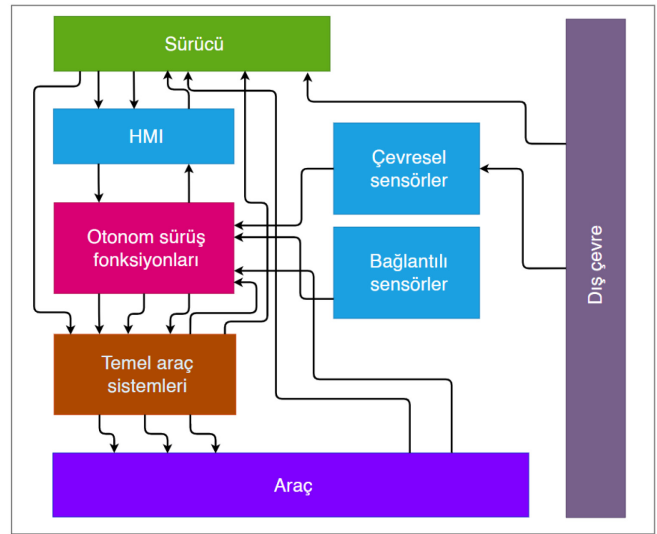 Sürücü
HMI
Çevresel
sensörler
Otonom sürüş
fonksiyonları
Bağlantılı
sensörler
Dış çevre
Temel araç
sistemleri
Araç